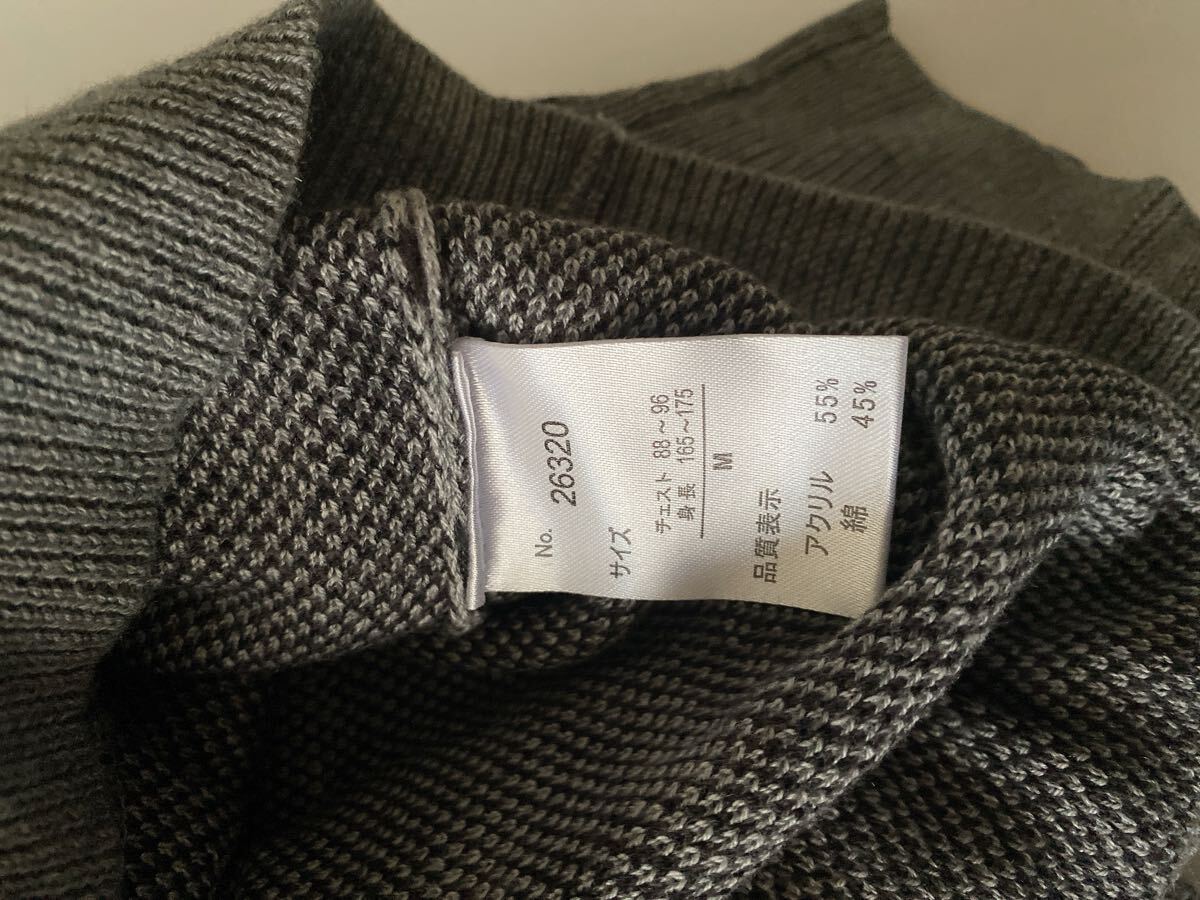 No. 26320
サイズ
チェスト 88～96
身長 165～175
M
品質表示
アクリル 55%
綿 45%